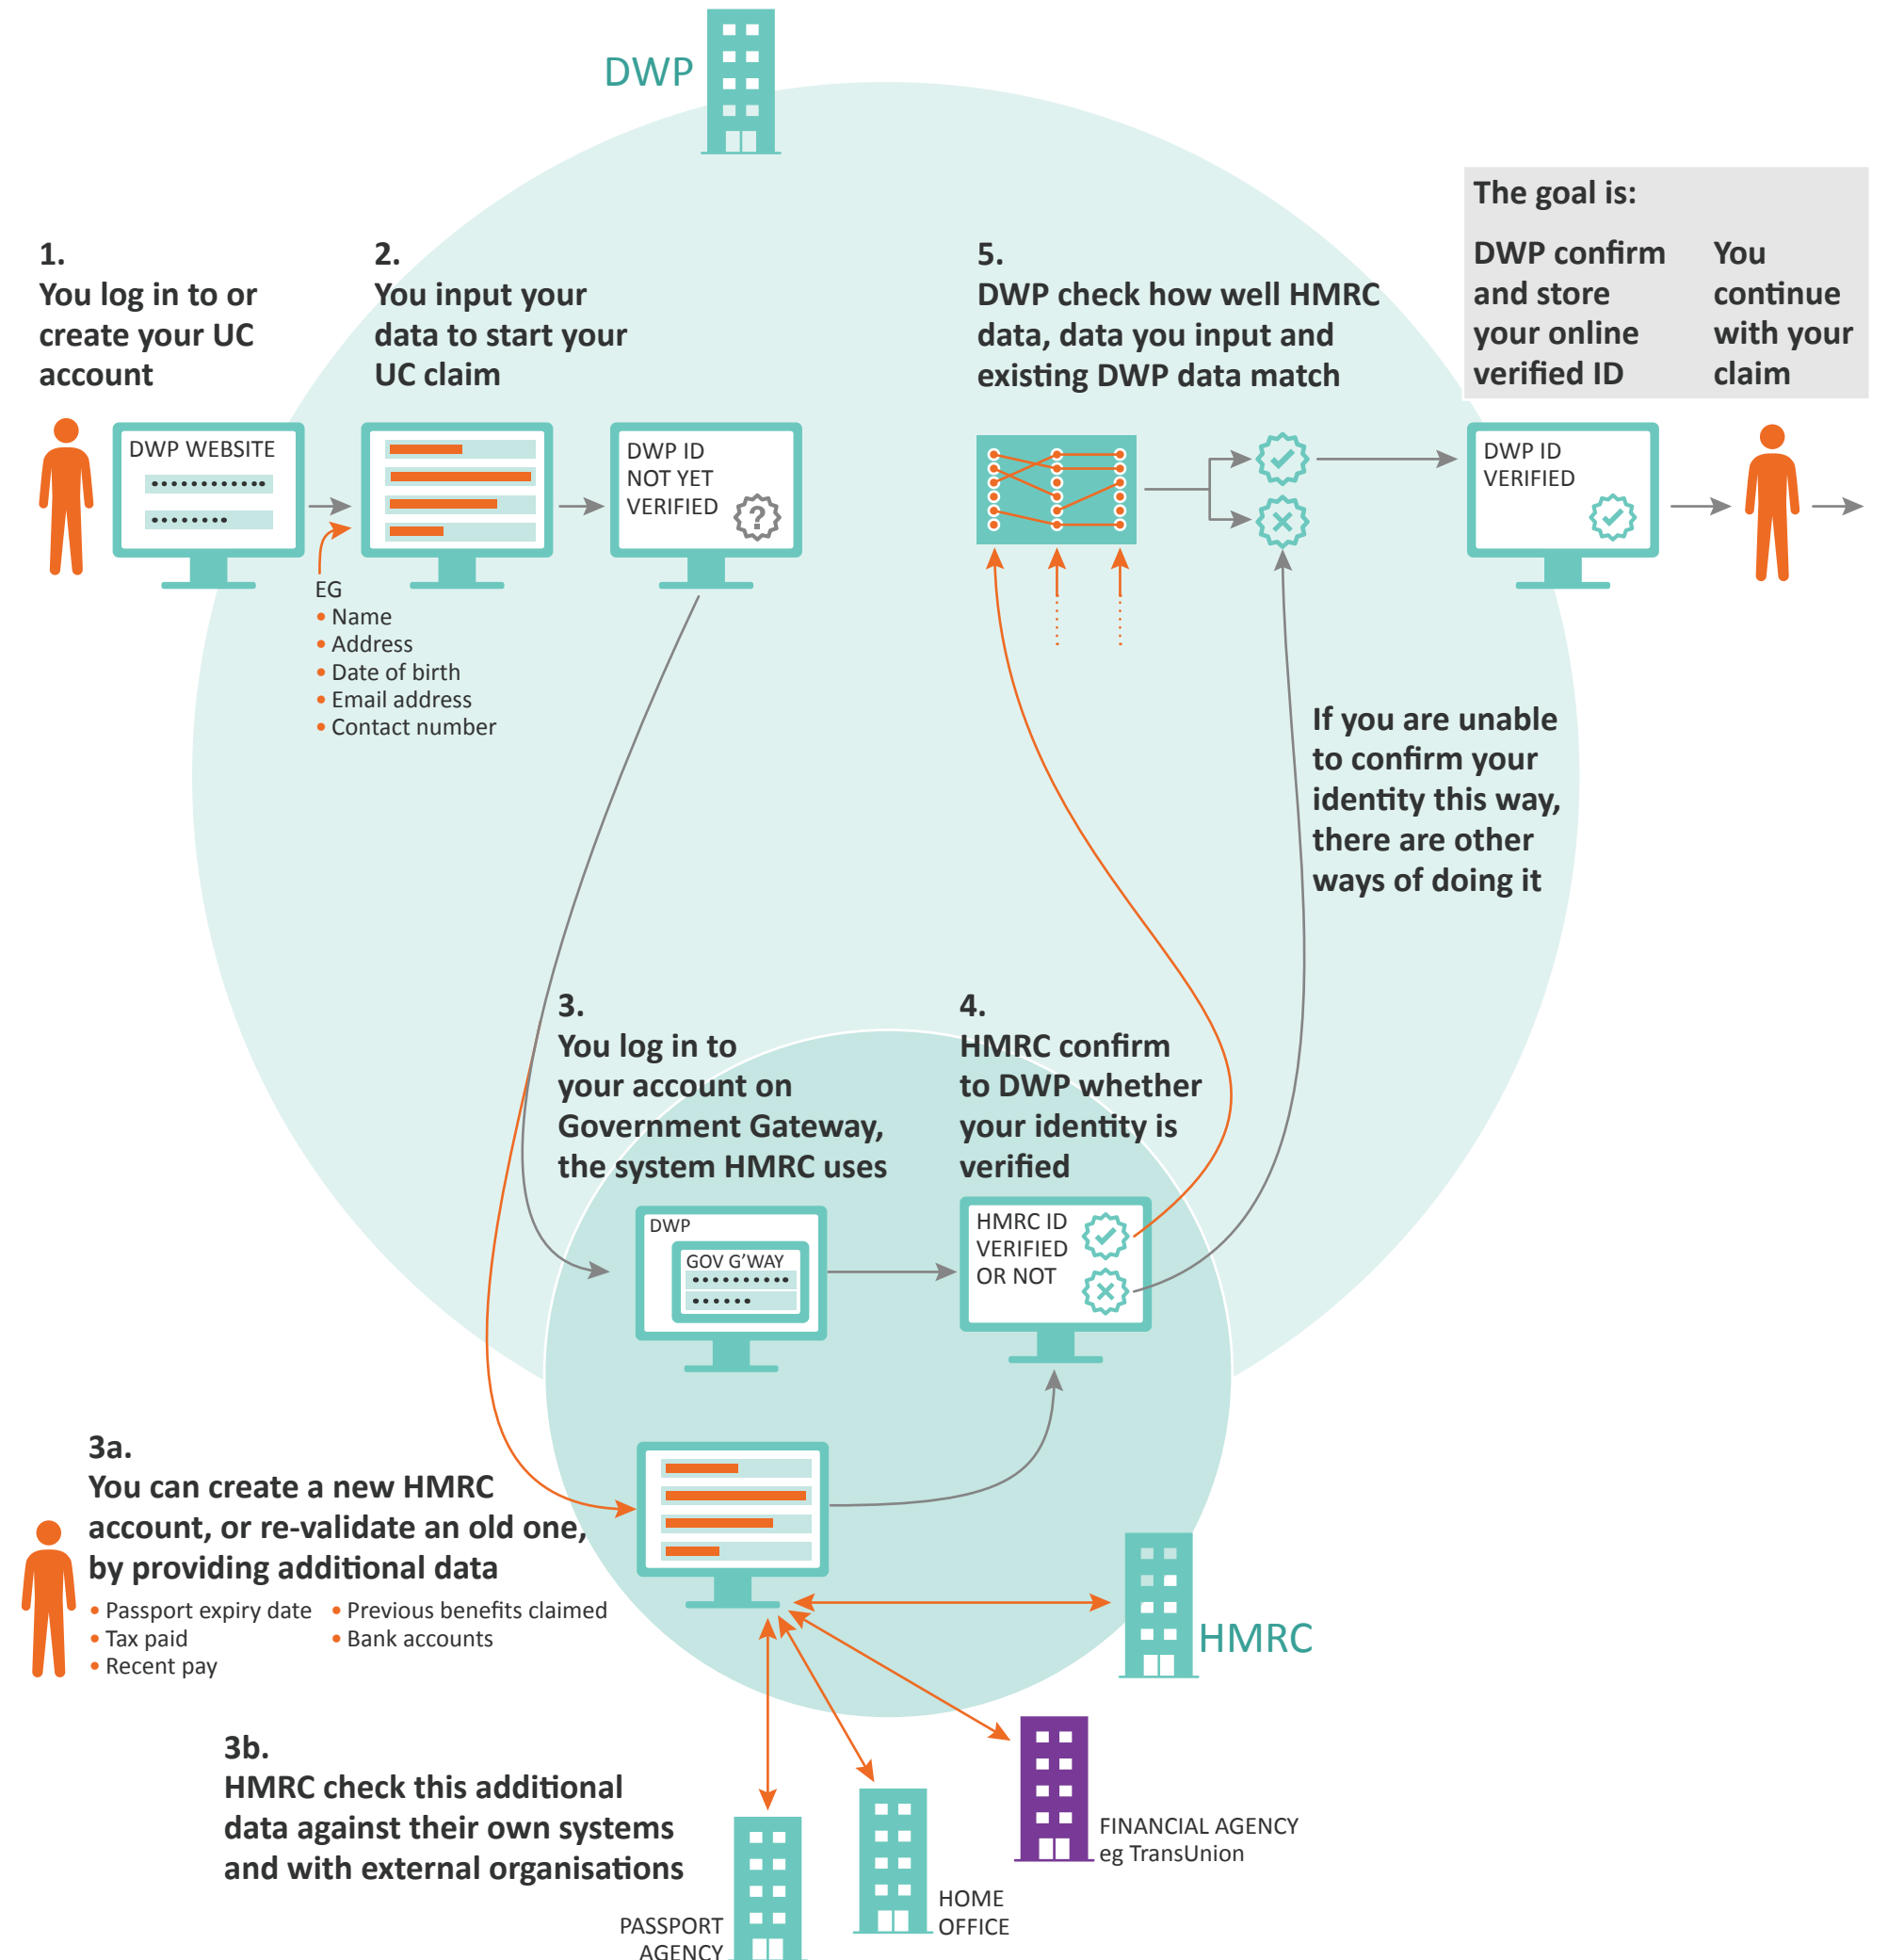 DWP
1.
You log in to or
create your UC
account
2.
You input your
data to start your
UC claim
5.
DWP check how well HMRC
data, data you input and
existing DWP data match
The goal is:
DWP confirm
and store
your online
verified ID
You
continue
with your
claim
DWP WEBSITE
DWP ID
NOT YET
VERIFIED
?
DWP ID
VERIFIED
EG
• Name
• Address
• Date of birth
• Email address
• Contact number
If you are unable
to confirm your
identity this way,
there are other
ways of doing it
3.
You log in to
your account on
Government Gateway,
the system HMRC uses
4.
HMRC confirm
to DWP whether
your identity is
verified
DWP
GOV G’WAY
HMRC ID
VERIFIED
OR NOT
3a.
You can create a new HMRC
account, or re-validate an old one,
by providing additional data
• Passport expiry date
• Tax paid
• Recent pay
• Previous benefits claimed
• Bank accounts
HMRC
3b.
HMRC check this additional
data against their own systems
and with external organisations
FINANCIAL AGENCY
eg TransUnion
HOME
OFFICE
PASSPORT
AGENCY